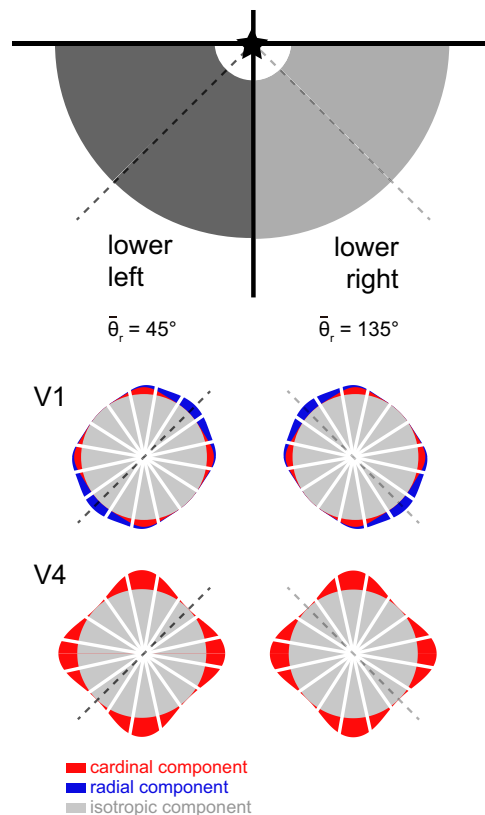 lower
left
lower
right
θ̄r = 45°
θ̄r = 135°
V1
V4
cardinal component
radial component
isotropic component